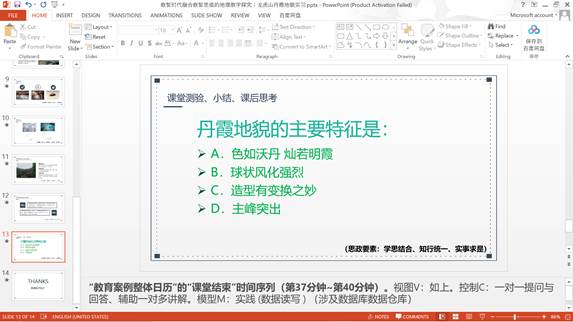 数智时代融合敢氩思政的地理教学探究：龙虎山丹霞地貌实习.pptx - PowerPoint (Product Activation Failed)
FILE HOME INSERT DESIGN TRANSITIONS ANIMATIONS SLIDE SHOW REVIEW VIEW 百度网盘 Microsoft account
Cut
Copy
Format Painter
Paste
New Slide
Layout
Reset
Section
Text Direction
Align Text
Convert to SmartArt
Arrange
Quick Styles
Shape Fill
Shape Outline
Shape Effects
Find
Replace
Select
保存到
百度网盘
Clipboard Slides Font Paragraph Drawing Editing 保存
9
10
11
12
13
14
THANKS
课堂测验、小结、课后思考
丹霞地貌的主要特征是：
➢ A．色如沃丹 灿若明霞
➢ B．球状风化强烈
➢ C．造型有变换之妙
➢ D．主峰突出
（思政要素：学思结合、知行统一、实事求是）
“教育案例整体日历”的“课堂结束”时间序列（第37分钟~第40分钟）。视图V：如上。控制C：一对一提问与
回答、辅助一对多讲解。模型M：实践 (数据读写 ) （涉及数据库数据仓库）
SLIDE 13 OF 14 ENGLISH (UNITED STATES) NOTES COMMENTS 66%